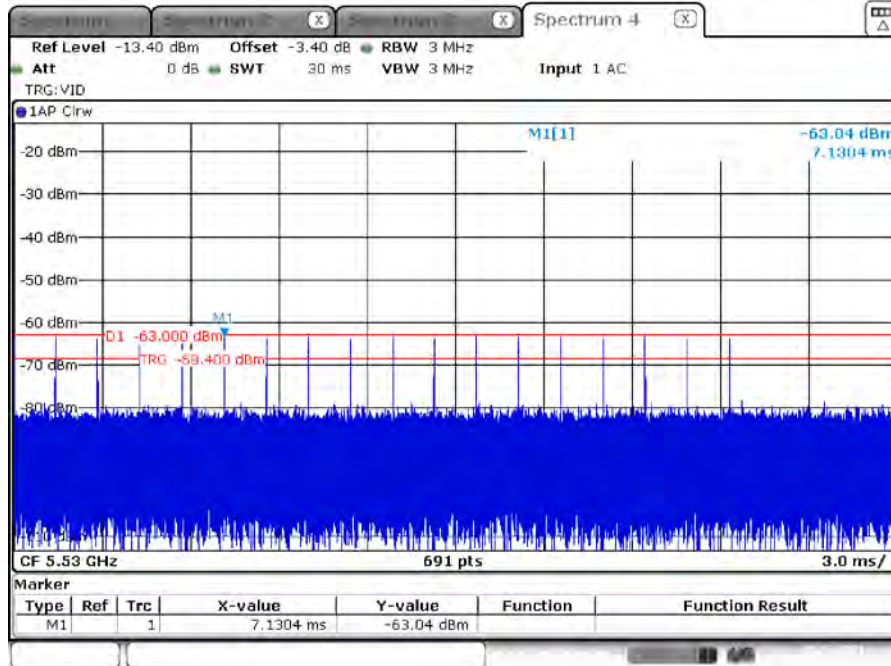 Spectrum 4
Ref Level -13.40 dBm Offset -3.40 dB RBW 3 MHz
Att 0 dB SWT 30 ms VBW 3 MHz Input 1 AC
TRG: VID
1AP Clrw
M1[1] -63.04 dBm
7.1304 ms
-20 dBm
-30 dBm
-40 dBm
-50 dBm
-60 dBm
M1
D1 -63.000 dBm
-70 dBm
-80 dBm
CF 5.53 GHz 691 pts 3.0 ms/
Marker
Type Ref Trc X-value Y-value Function Function Result
M1 1 7.1304 ms -63.04 dBm